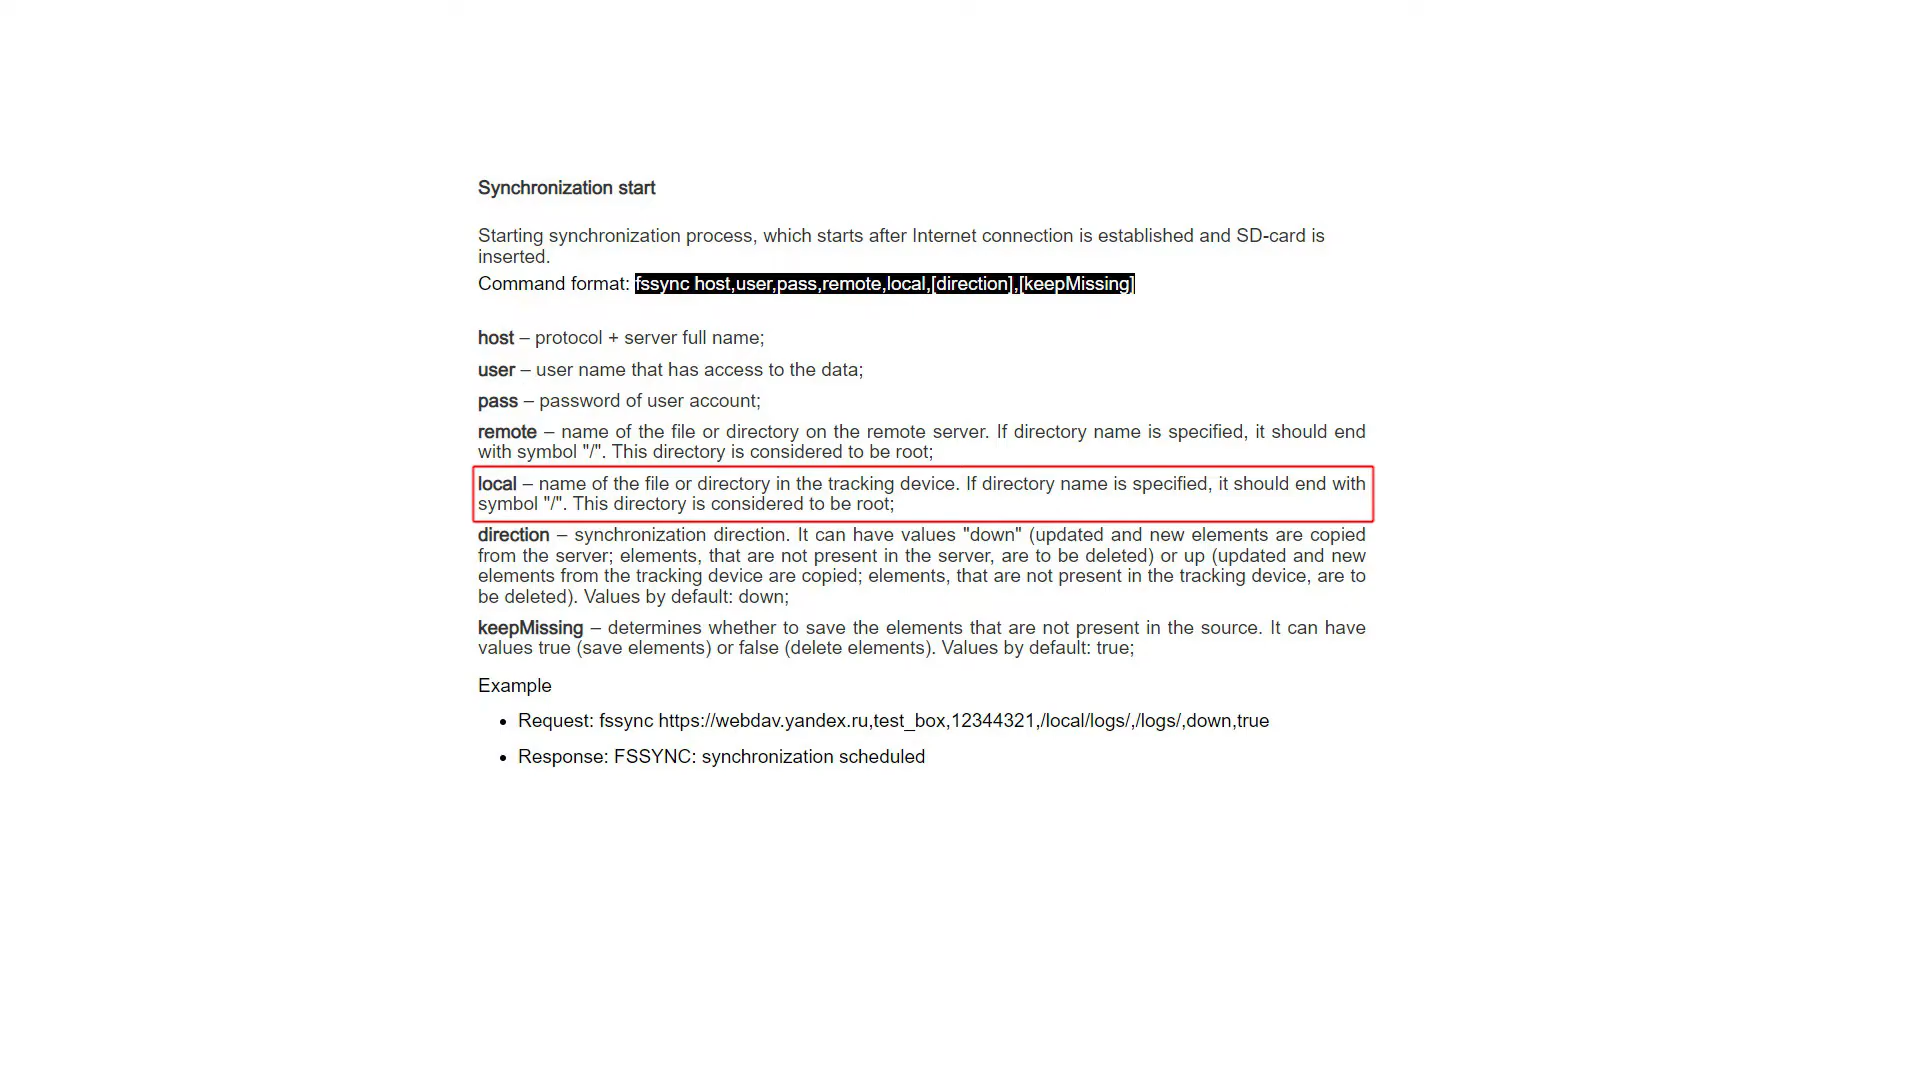 Synchronization start
Starting synchronization process, which starts after Internet connection is established and SD-card is
inserted.
Command format: fssync host,user,pass,remote,local,[direction],[keepMissing]
host – protocol + server full name;
user – user name that has access to the data;
pass – password of user account;
remote – name of the file or directory on the remote server. If directory name is specified, it should end
with symbol "/". This directory is considered to be root;
local – name of the file or directory in the tracking device. If directory name is specified, it should end with
symbol "/". This directory is considered to be root;
direction – synchronization direction. It can have values "down" (updated and new elements are copied
from the server; elements, that are not present in the server, are to be deleted) or up (updated and new
elements from the tracking device are copied; elements, that are not present in the tracking device, are to
be deleted). Values by default: down;
keepMissing – determines whether to save the elements that are not present in the source. It can have
values true (save elements) or false (delete elements). Values by default: true;
Example
• Request: fssync https://webdav.yandex.ru,test_box,12344321,/local/logs/,/logs/,down,true
• Response: FSSYNC: synchronization scheduled